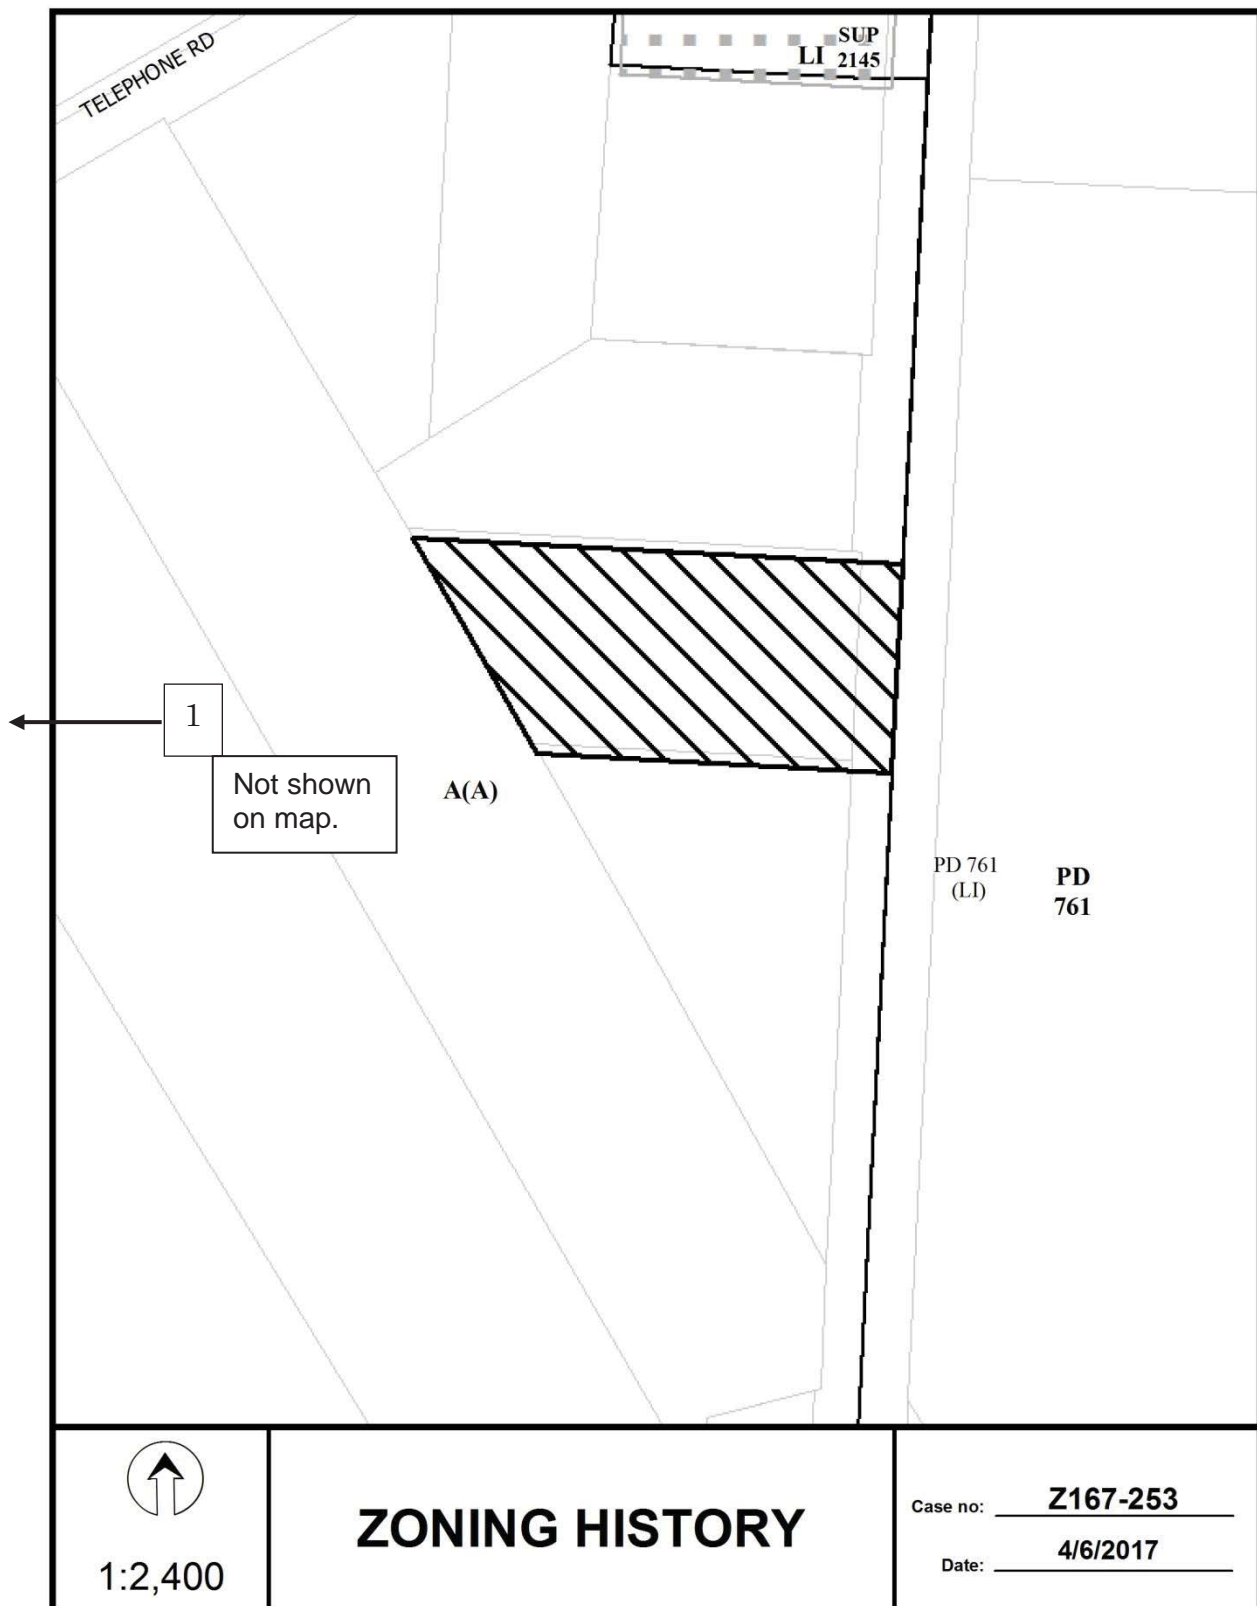 TELEPHONE RD
SUP
LI 2145
1
Not shown
on map.
A(A)
PD 761
(LI)
PD
761
1:2,400
ZONING HISTORY
Case no: Z167-253
Date: 4/6/2017